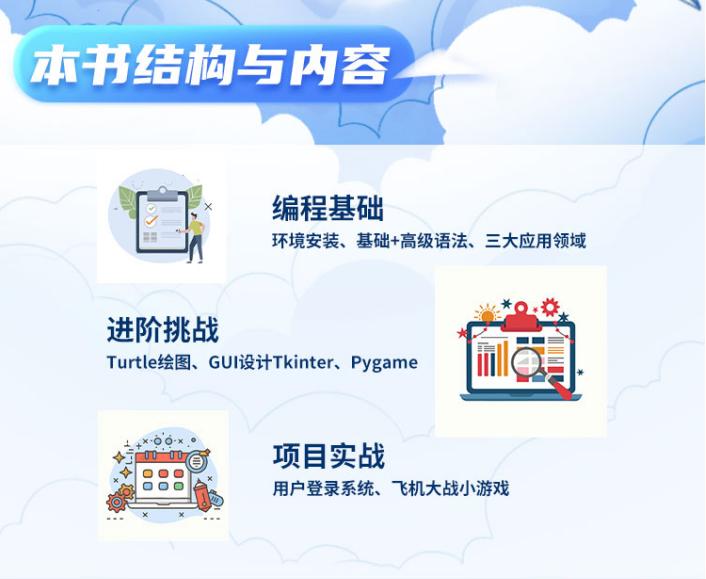 本书结构与内容
编程基础
环境安装、基础+高级语法、三大应用领域
进阶挑战
Turtle绘图、GUI设计Tkinter、Pygame
项目实战
用户登录系统、飞机大战小游戏